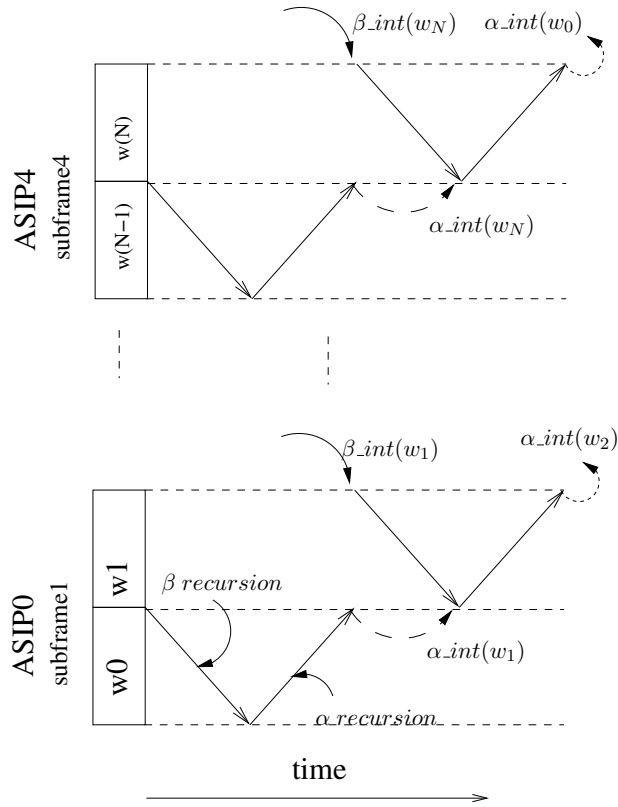 β_int(w_N)
α_int(w_0)
ASIP4
subframe4
w(N)
w(N−1)
α_int(w_N)
β_int(w_1)
α_int(w_2)
ASIP0
subframe1
w1
w0
β recursion
α_int(w_1)
α recursion
time